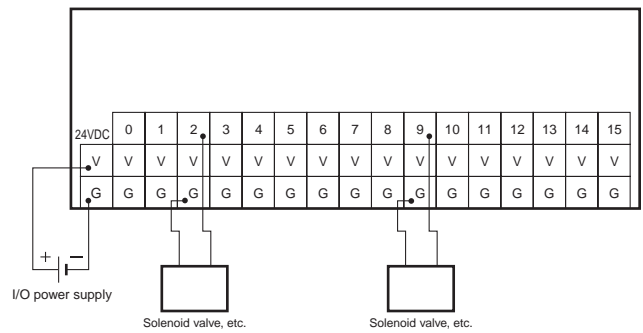 24VDC 0 1 2 3 4 5 6 7 8 9 10 11 12 13 14 15
V V V V V V V V V V V V V V V V V
G G G G G G G G G G G G G G G G G
+ −
I/O power supply
Solenoid valve, etc. Solenoid valve, etc.